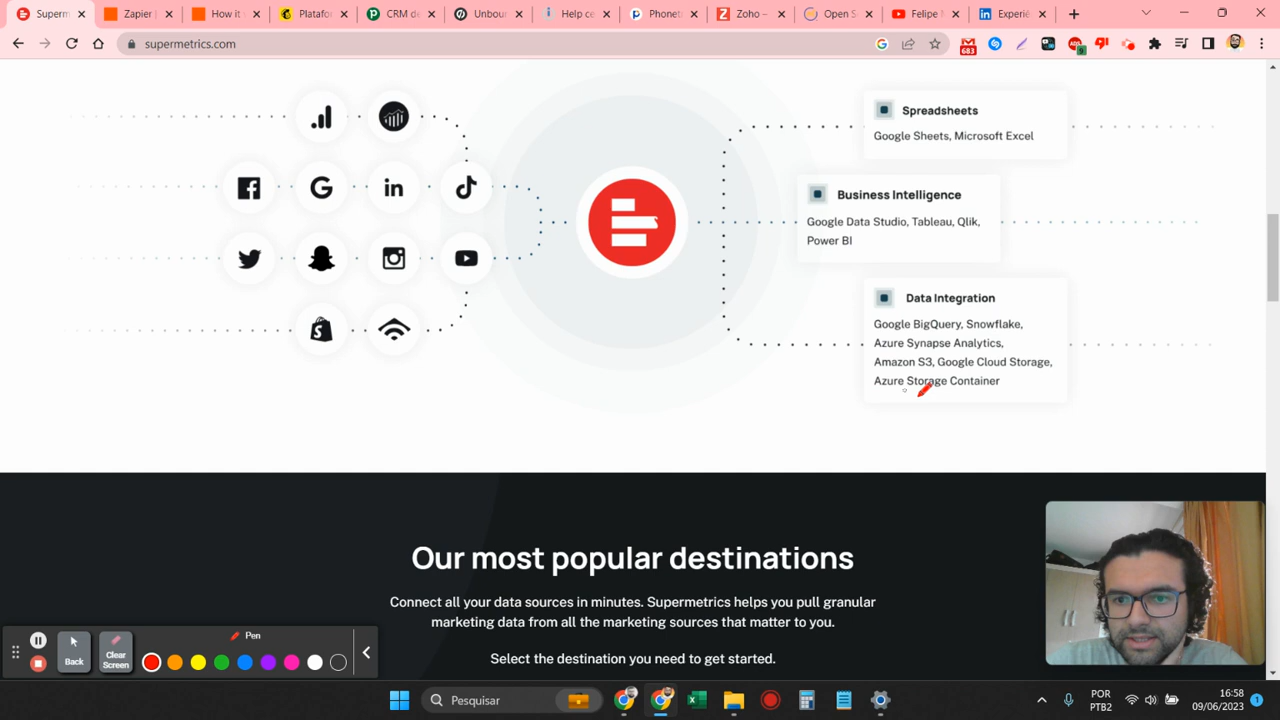 Superm
Zapier |
How it v
Platafo
CRM de
Unbou
Help ce
Phonet
Zoho –
Open S
Felipe M
Experiê
supermetrics.com
683
9
Spreadsheets
Google Sheets, Microsoft Excel
Business Intelligence
Google Data Studio, Tableau, Qlik,
Power BI
Data Integration
Google BigQuery, Snowflake,
Azure Synapse Analytics,
Amazon S3, Google Cloud Storage,
Azure Storage Container
Our most popular destinations
Connect all your data sources in minutes. Supermetrics helps you pull granular
marketing data from all the marketing sources that matter to you.
Select the destination you need to get started.
Back
Clear
Screen
Pen
Pesquisar
POR
PTB2
16:58
09/06/2023
1